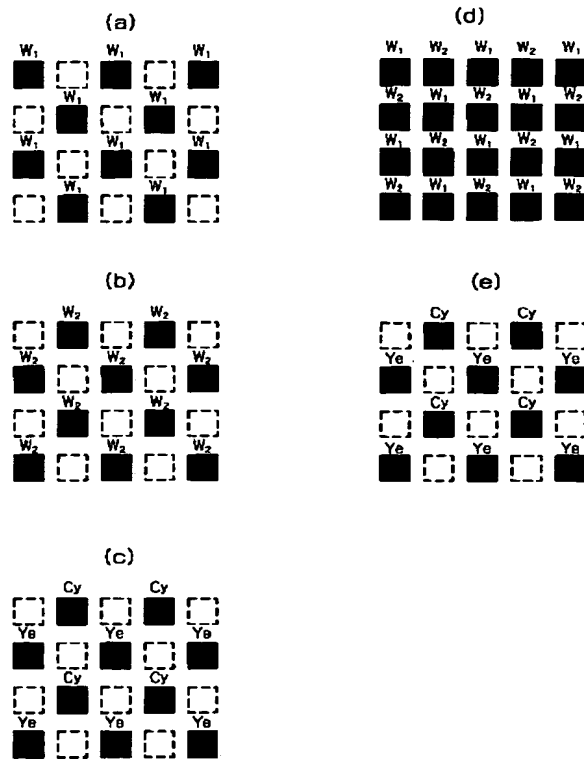 (a)
W₁ W₁ W₁
W₁ W₁
W₁ W₁ W₁
W₁ W₁
(b)
W₂ W₂
W₂ W₂ W₂
W₂ W₂
W₂ W₂ W₂
(c)
Cy Cy
Ye Ye Ye
Cy Cy
Ye Ye Ye
(d)
W₁ W₂ W₁ W₂ W₁
W₂ W₁ W₂ W₁ W₂
W₁ W₂ W₁ W₂ W₁
W₂ W₁ W₂ W₁ W₂
(e)
Cy Cy
Ye Ye Ye
Cy Cy
Ye Ye Ye